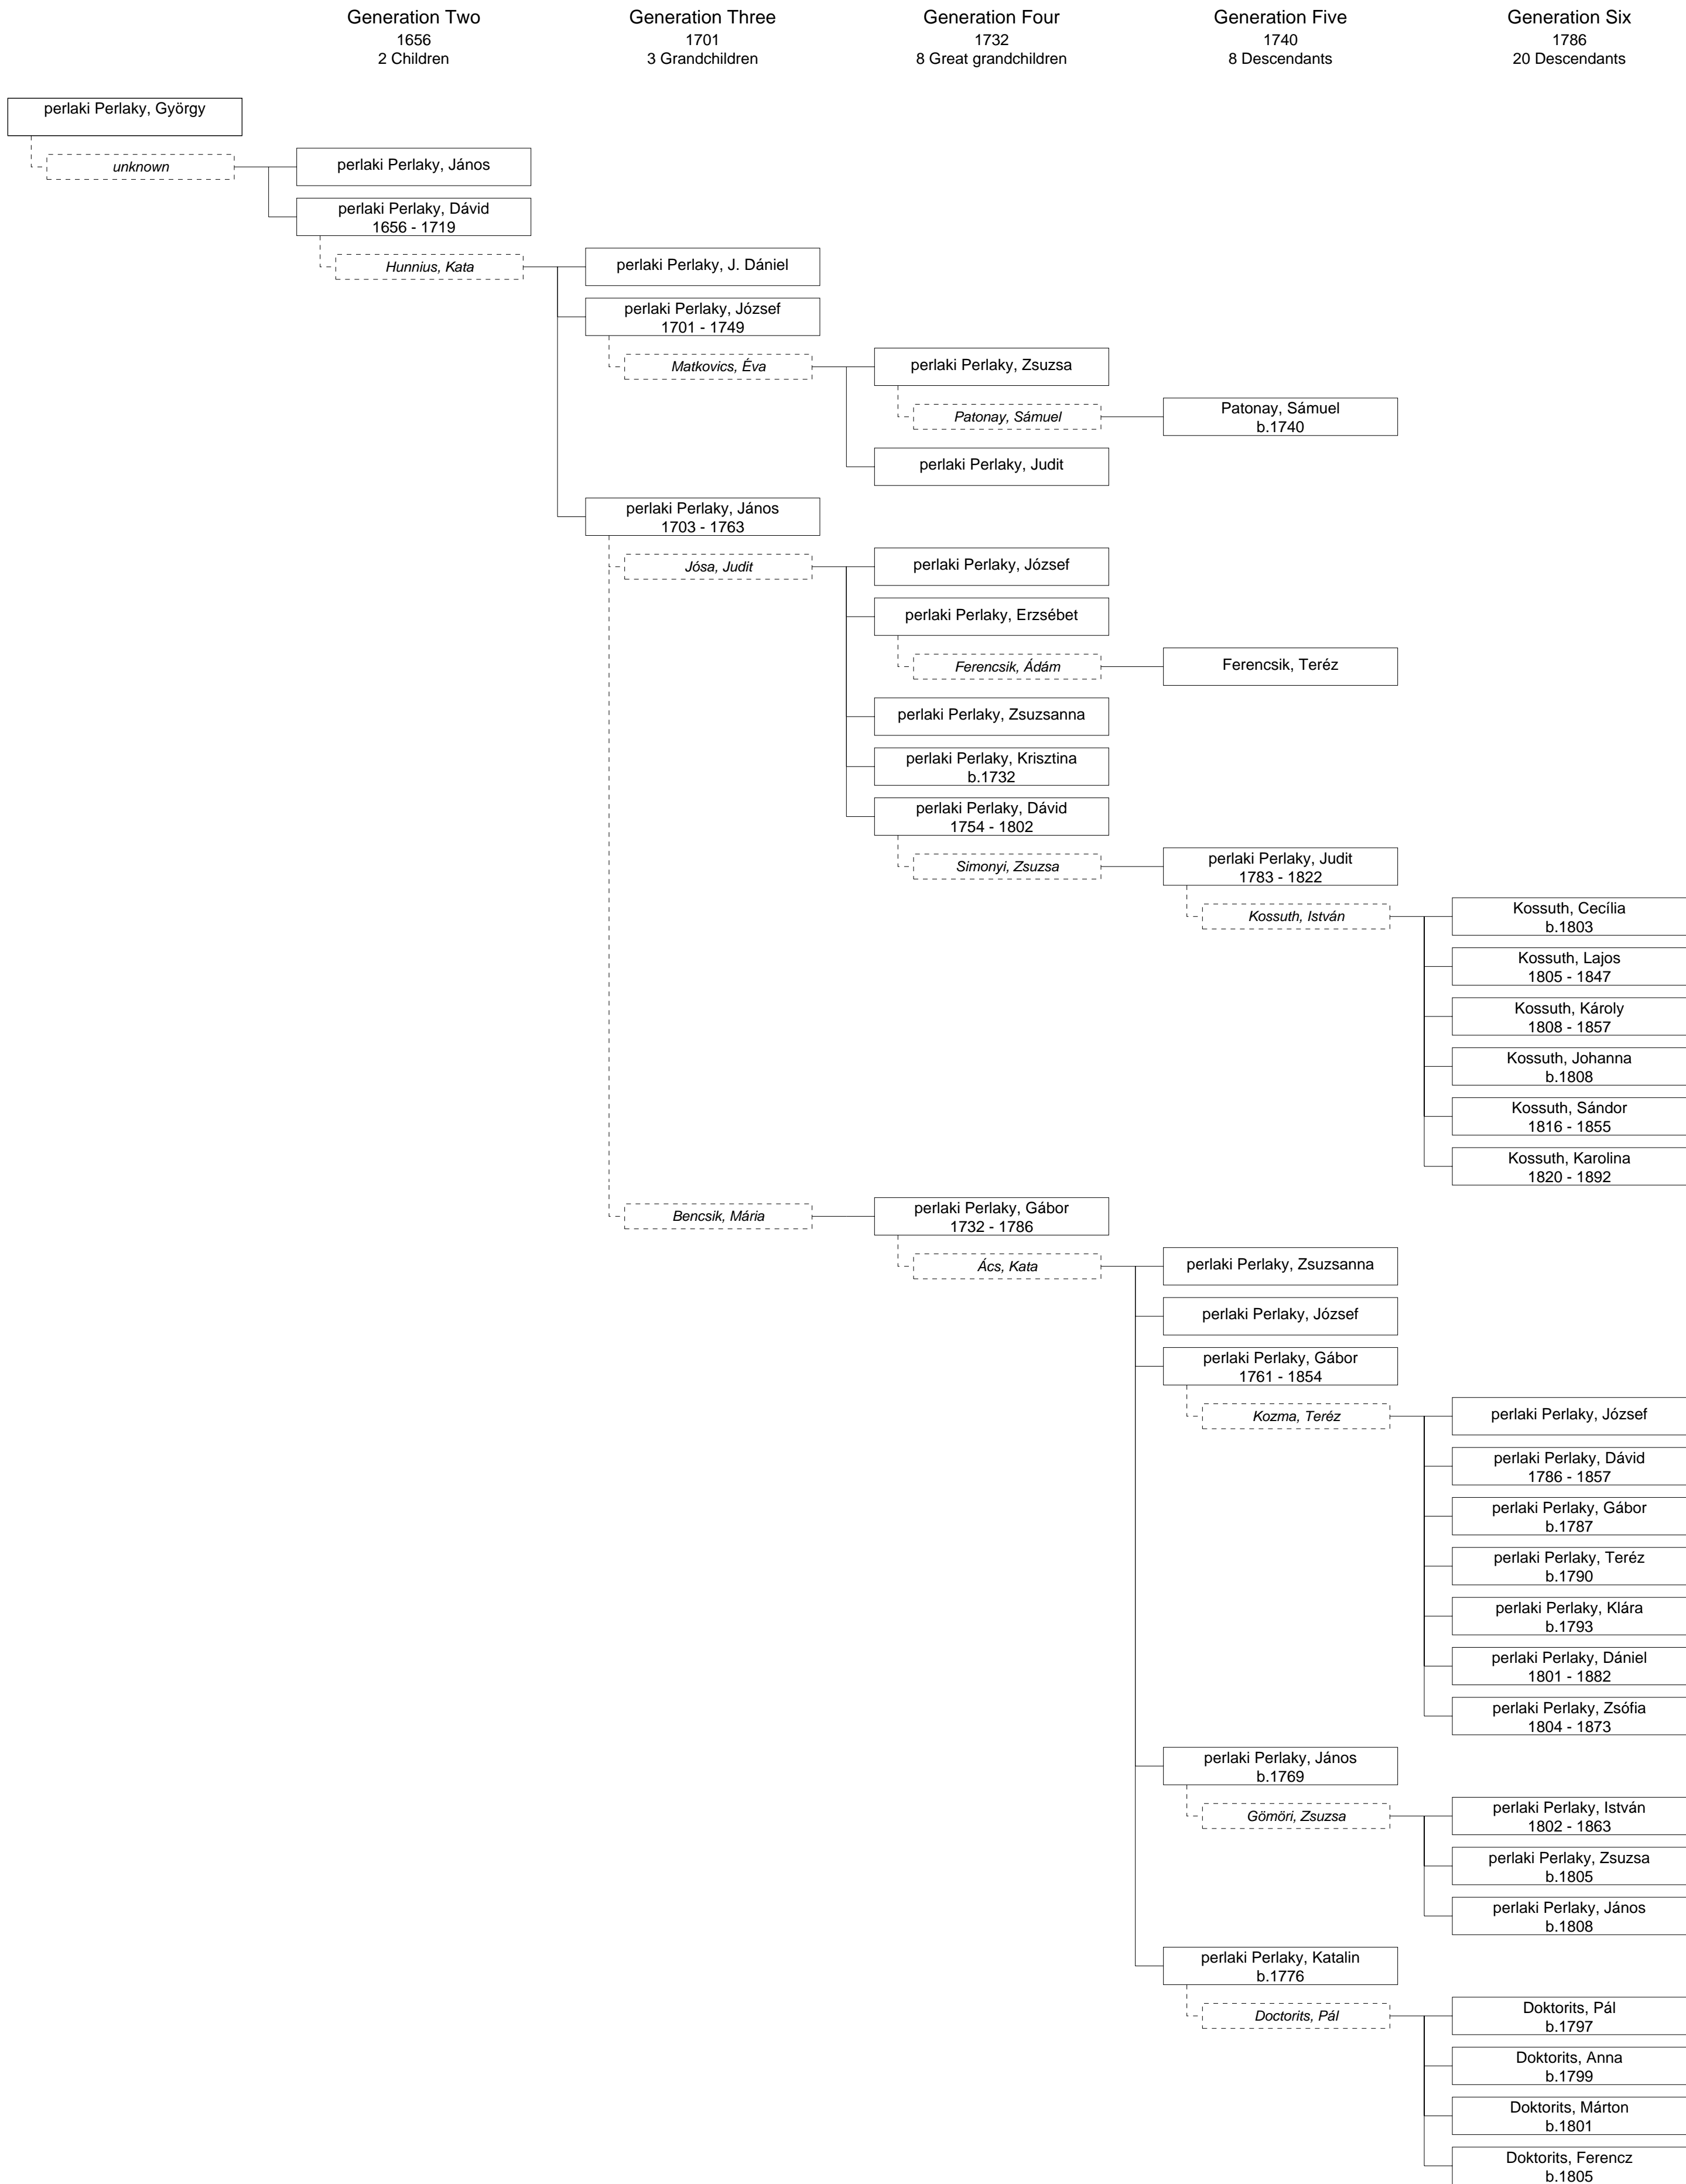 Generation Two
1656
2 Children
Generation Three
1701
3 Grandchildren
Generation Four
1732
8 Great grandchildren
Generation Five
1740
8 Descendants
Generation Six
1786
20 Descendants
perlaki Perlaky, György
unknown
perlaki Perlaky, János
perlaki Perlaky, Dávid
1656 - 1719
Hunnius, Kata
perlaki Perlaky, J. Dániel
perlaki Perlaky, József
1701 - 1749
Matkovics, Éva
perlaki Perlaky, Zsuzsa
Patonay, Sámuel
Patonay, Sámuel
b.1740
perlaki Perlaky, Judit
perlaki Perlaky, János
1703 - 1763
Jósa, Judit
perlaki Perlaky, József
perlaki Perlaky, Erzsébet
Ferencsik, Ádám
Ferencsik, Teréz
perlaki Perlaky, Zsuzsanna
perlaki Perlaky, Krisztina
b.1732
perlaki Perlaky, Dávid
1754 - 1802
Simonyi, Zsuzsa
perlaki Perlaky, Judit
1783 - 1822
Kossuth, István
Kossuth, Cecília
b.1803
Kossuth, Lajos
1805 - 1847
Kossuth, Károly
1808 - 1857
Kossuth, Johanna
b.1808
Kossuth, Sándor
1816 - 1855
Kossuth, Karolina
1820 - 1892
Bencsik, Mária
perlaki Perlaky, Gábor
1732 - 1786
Ács, Kata
perlaki Perlaky, Zsuzsanna
perlaki Perlaky, József
perlaki Perlaky, Gábor
1761 - 1854
Kozma, Teréz
perlaki Perlaky, József
perlaki Perlaky, Dávid
1786 - 1857
perlaki Perlaky, Gábor
b.1787
perlaki Perlaky, Teréz
b.1790
perlaki Perlaky, Klára
b.1793
perlaki Perlaky, Dániel
1801 - 1882
perlaki Perlaky, Zsófia
1804 - 1873
perlaki Perlaky, János
b.1769
Gömöri, Zsuzsa
perlaki Perlaky, István
1802 - 1863
perlaki Perlaky, Zsuzsa
b.1805
perlaki Perlaky, János
b.1808
perlaki Perlaky, Katalin
b.1776
Doctorits, Pál
Doktorits, Pál
b.1797
Doktorits, Anna
b.1799
Doktorits, Márton
b.1801
Doktorits, Ferencz
b.1805